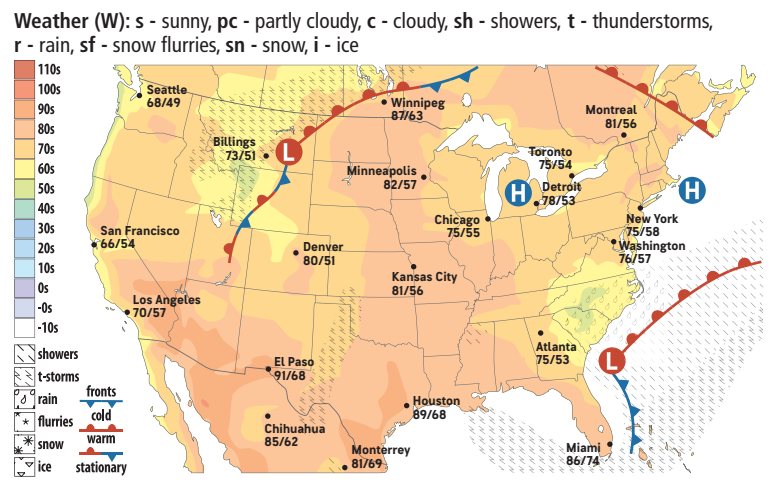 Weather (W): s - sunny, pc - partly cloudy, c - cloudy, sh - showers, t - thunderstorms,
r - rain, sf - snow flurries, sn - snow, i - ice
110s
100s
90s
80s
70s
60s
50s
40s
30s
20s
10s
0s
-0s
-10s
showers
t-storms
rain
flurries
snow
ice
fronts
cold
warm
stationary
Seattle
68/49
Winnipeg
87/63
Montreal
81/56
Billings
73/51
L
Toronto
75/54
Minneapolis
82/57
H
Detroit
78/53
H
Chicago
75/55
New York
75/58
San Francisco
66/54
Denver
80/51
Washington
76/57
Kansas City
81/56
Los Angeles
70/57
Atlanta
75/53
L
El Paso
91/68
Houston
89/68
Chihuahua
85/62
Monterrey
81/69
Miami
86/74